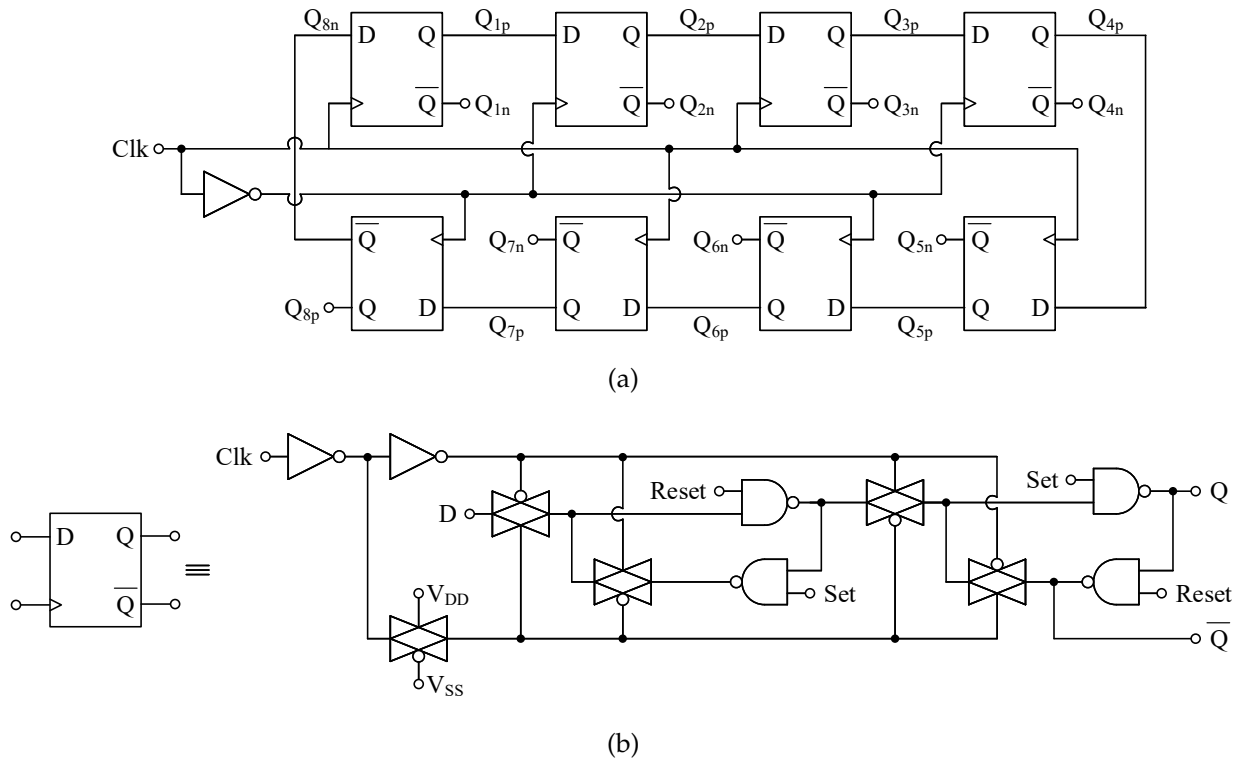 Q8n Q1p Q2p Q3p Q4p
D Q D Q D Q D Q
Q Q1n Q Q2n Q Q3n Q Q4n
Clk
Q Q7n Q Q6n Q Q5n Q
Q8p Q D Q D Q D Q D
Q7p Q6p Q5p
(a)
Clk
Reset Set Q
D
D Q
Q
Set Reset
VDD
Q
VSS
(b)